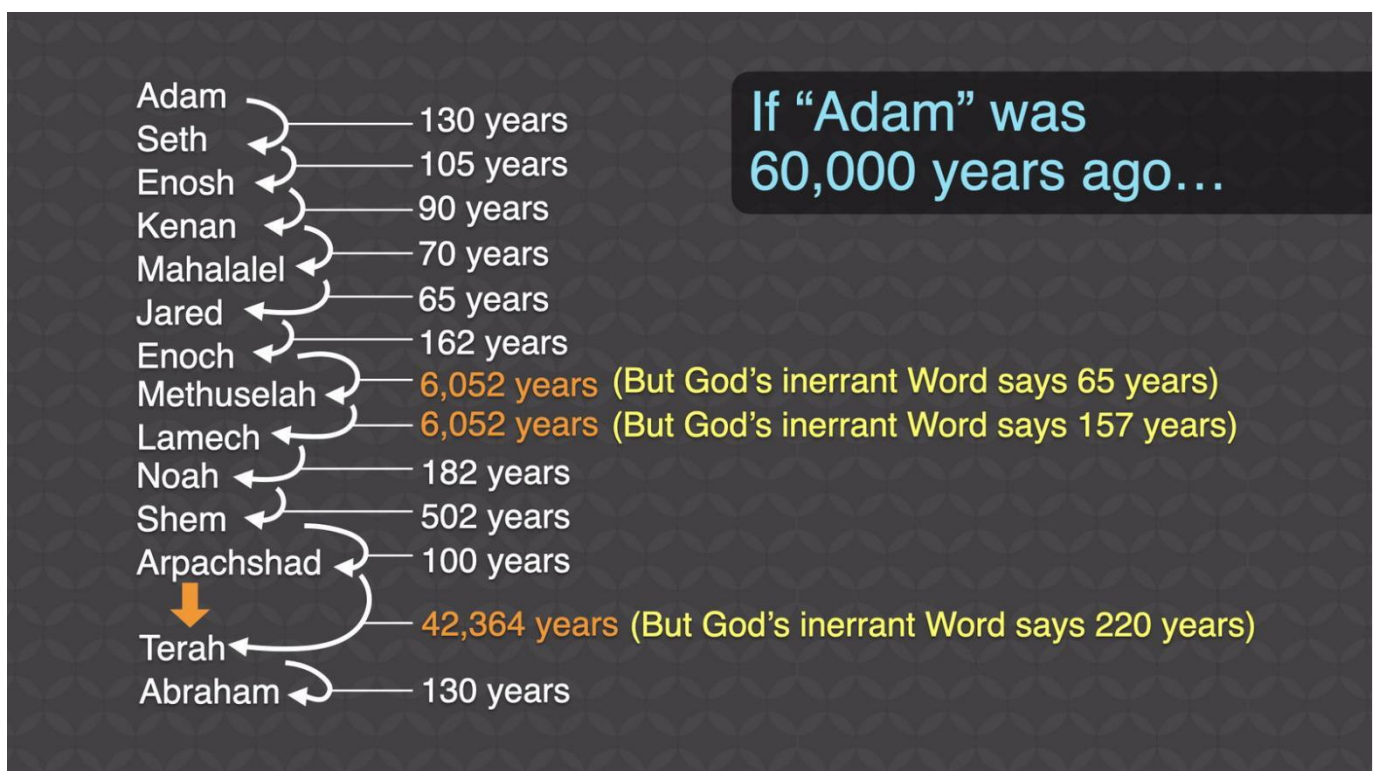 Adam
Seth
Enosh
Kenan
Mahalalel
Jared
Enoch
Methuselah
Lamech
Noah
Shem
Arpachshad
Terah
Abraham
130 years
105 years
90 years
70 years
65 years
162 years
6,052 years (But God's inerrant Word says 65 years)
6,052 years (But God's inerrant Word says 157 years)
182 years
502 years
100 years
42,364 years (But God's inerrant Word says 220 years)
130 years
If “Adam” was
60,000 years ago…